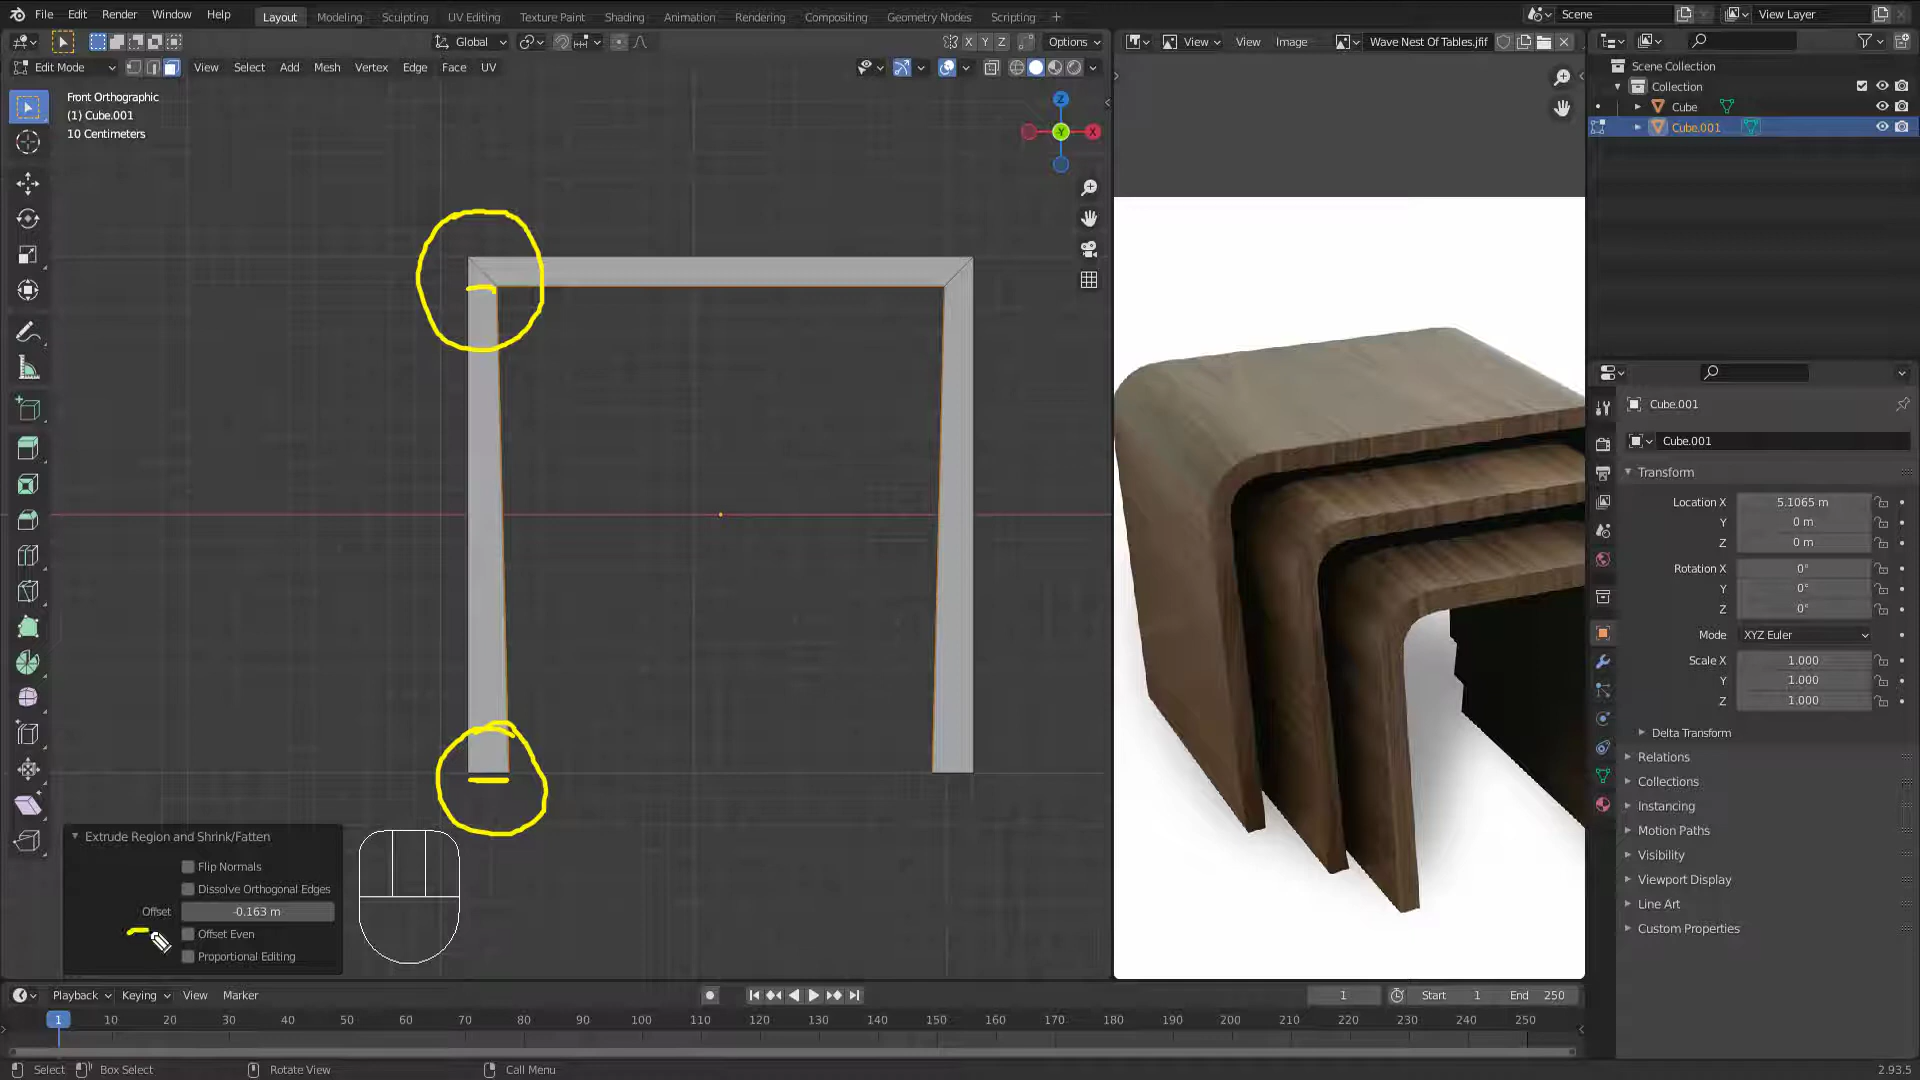 File Edit Render Window Help Layout Modeling Sculpting UV Editing Texture Paint Shading Animation Rendering Compositing Geometry Nodes Scripting + Scene View Layer
Global X Y Z Options View View Image Wave Nest Of Tables.jfif
Edit Mode View Select Add Mesh Vertex Edge Face UV
Front Orthographic
(1) Cube.001
10 Centimeters
Z
Y
X
Scene Collection
Collection
Cube
Cube.001
Cube.001
Cube.001
Transform
Location X 5.1065 m
Y 0 m
Z 0 m
Rotation X 0°
Y 0°
Z 0°
Mode XYZ Euler
Scale X 1.000
Y 1.000
Z 1.000
Delta Transform
Relations
Collections
Instancing
Motion Paths
Visibility
Viewport Display
Line Art
Custom Properties
Extrude Region and Shrink/Fatten
Flip Normals
Dissolve Orthogonal Edges
Offset -0.163 m
Offset Even
Proportional Editing
Playback Keying View Marker 1 Start 1 End 250
1 10 20 30 40 50 60 70 80 90 100 110 120 130 140 150 160 170 180 190 200 210 220 230 240 250
Select Box Select Rotate View Call Menu 2.93.5